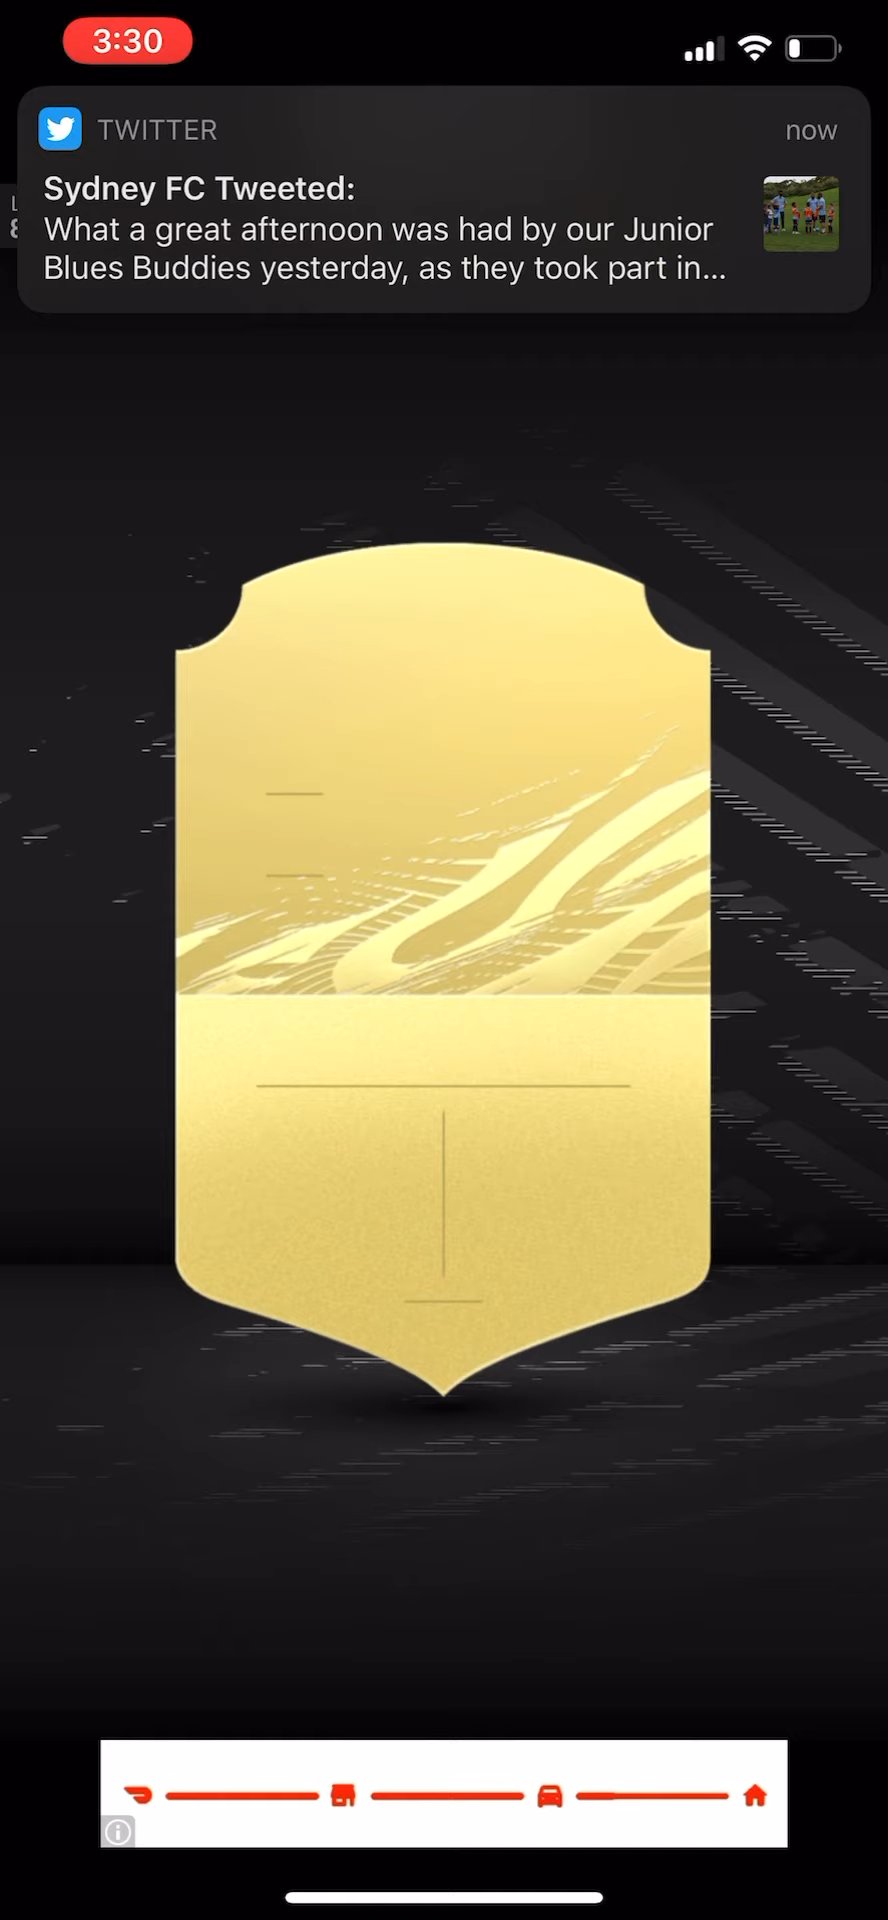 3:30
TWITTER
now
Sydney FC Tweeted:
What a great afternoon was had by our Junior
Blues Buddies yesterday, as they took part in...